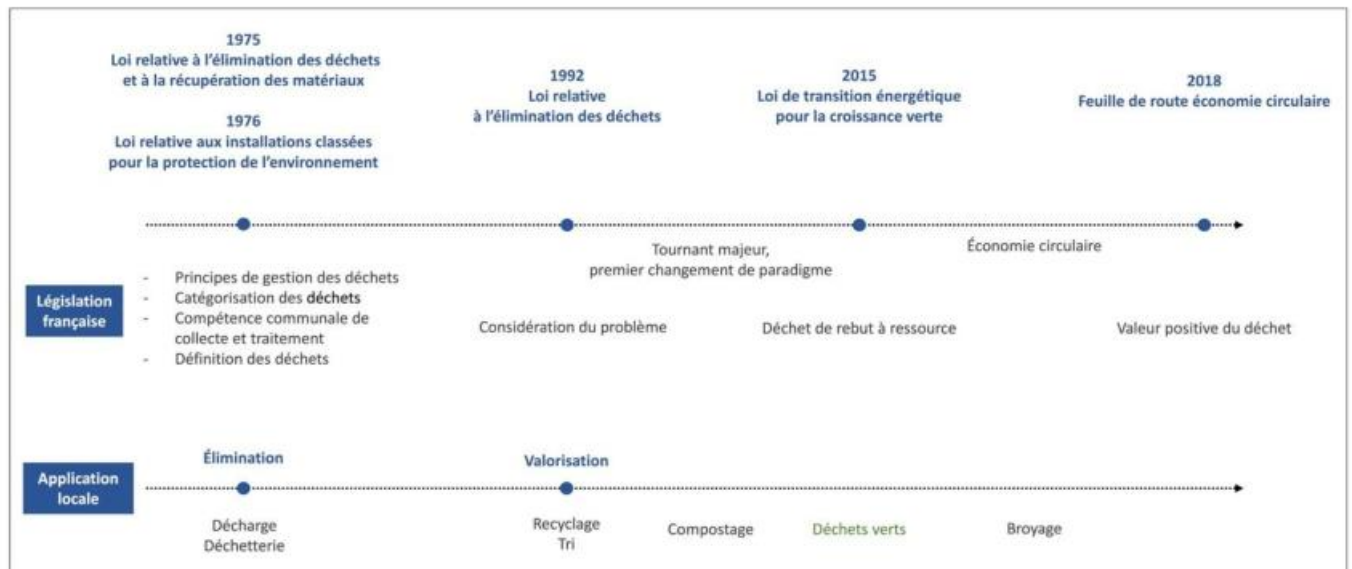 1975
Loi relative à l'élimination des déchets
et à la récupération des matériaux
1976
Loi relative aux installations classées
pour la protection de l'environnement
1992
Loi relative
à l'élimination des déchets
2015
Loi de transition énergétique
pour la croissance verte
2018
Feuille de route économie circulaire
Tournant majeur,
premier changement de paradigme
Économie circulaire
Législation
française
- Principes de gestion des déchets
- Catégorisation des déchets
- Compétence communale de
collecte et traitement
- Définition des déchets
Considération du problème
Déchet de rebut à ressource
Valeur positive du déchet
Application
locale
Élimination
Valorisation
Décharge
Déchetterie
Recyclage
Tri
Compostage
Déchets verts
Broyage